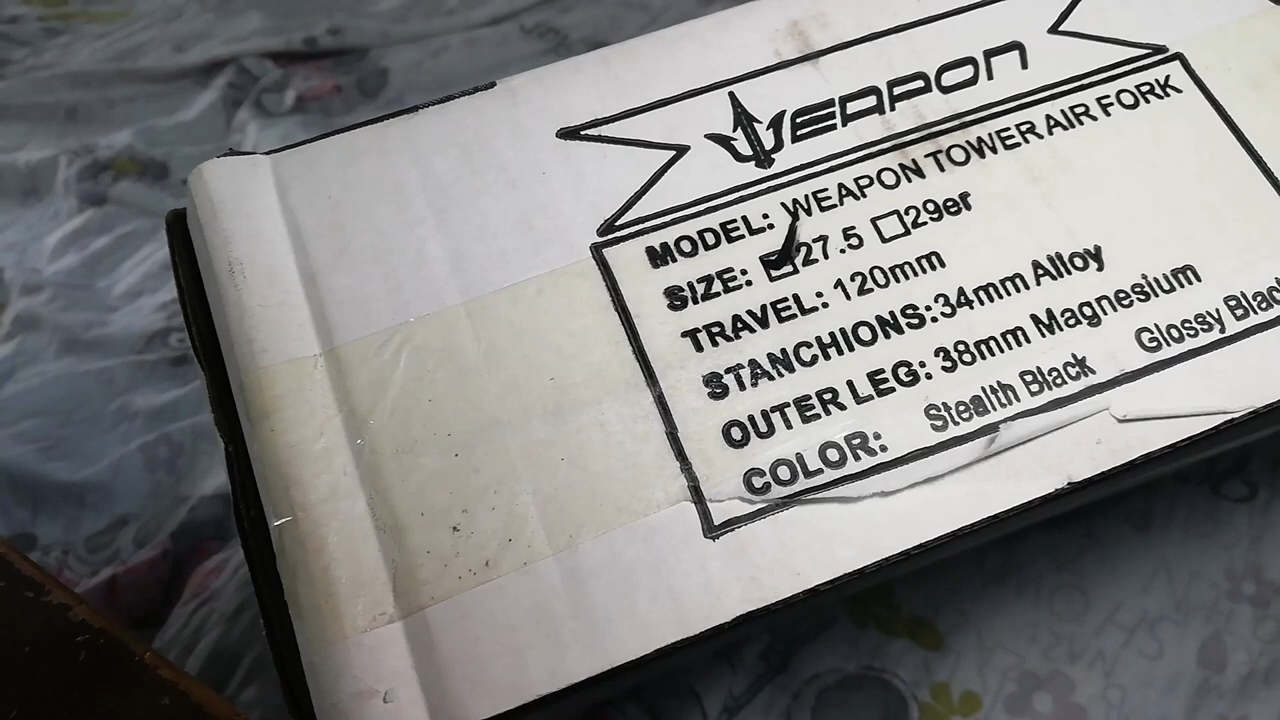 WEAPON
MODEL: WEAPON TOWER AIR FORK
SIZE: ☑27.5 ☐29er
TRAVEL: 120mm
STANCHIONS:34mm Alloy
OUTER LEG: 38mm Magnesium
COLOR: Stealth Black Glossy Black